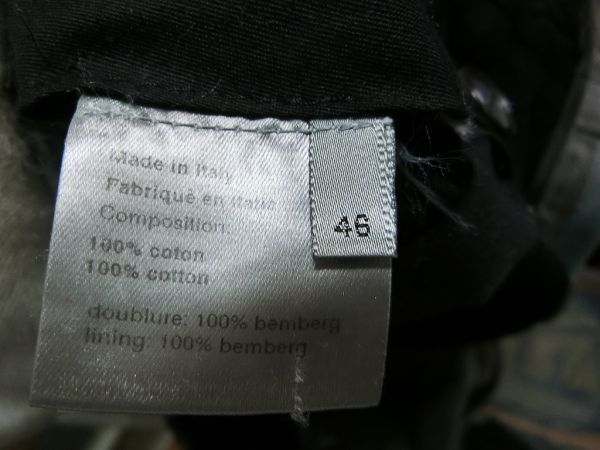 Made in Italy
Fabriqué en Italie
Composition:
100% coton
100% cotton
doublure: 100% bemberg
lining: 100% bemberg
46